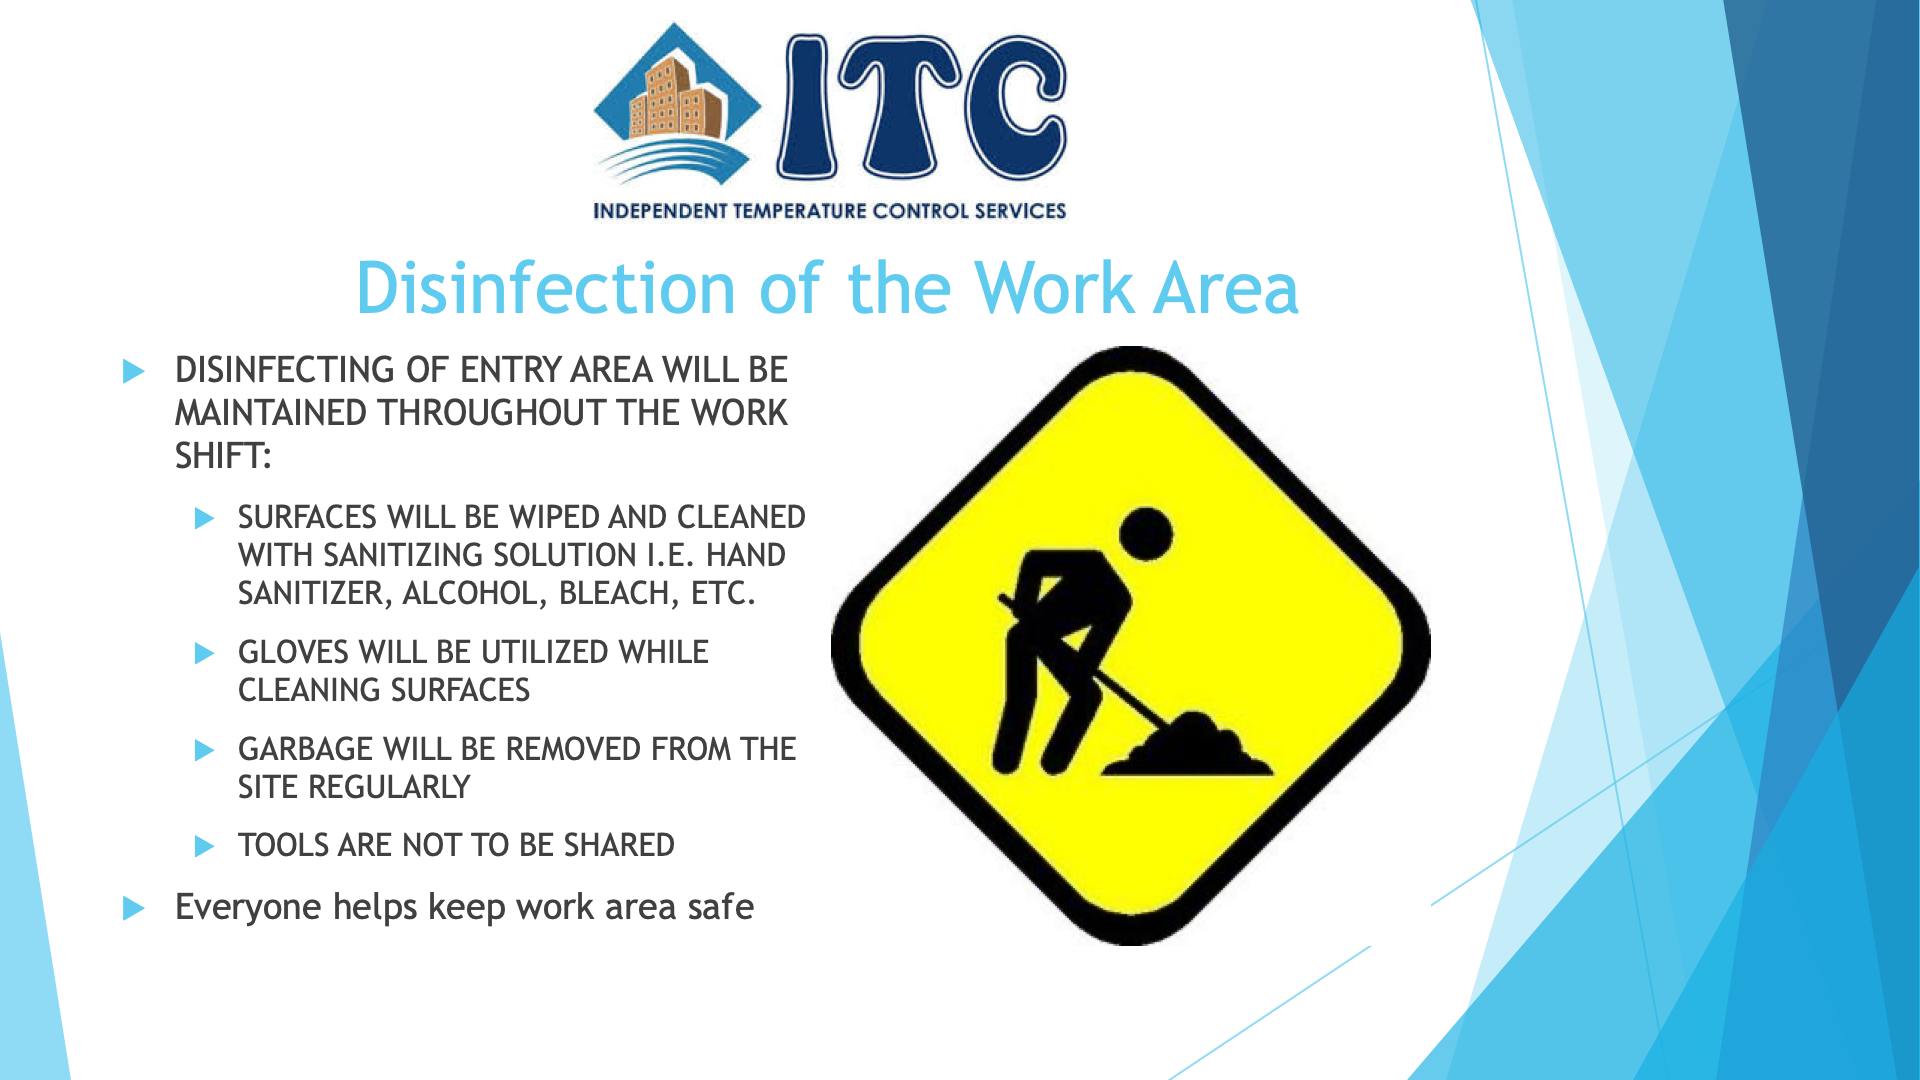 ITC
INDEPENDENT TEMPERATURE CONTROL SERVICES
Disinfection of the Work Area
DISINFECTING OF ENTRY AREA WILL BE
MAINTAINED THROUGHOUT THE WORK
SHIFT:
SURFACES WILL BE WIPED AND CLEANED
WITH SANITIZING SOLUTION I.E. HAND
SANITIZER, ALCOHOL, BLEACH, ETC.
GLOVES WILL BE UTILIZED WHILE
CLEANING SURFACES
GARBAGE WILL BE REMOVED FROM THE
SITE REGULARLY
TOOLS ARE NOT TO BE SHARED
Everyone helps keep work area safe